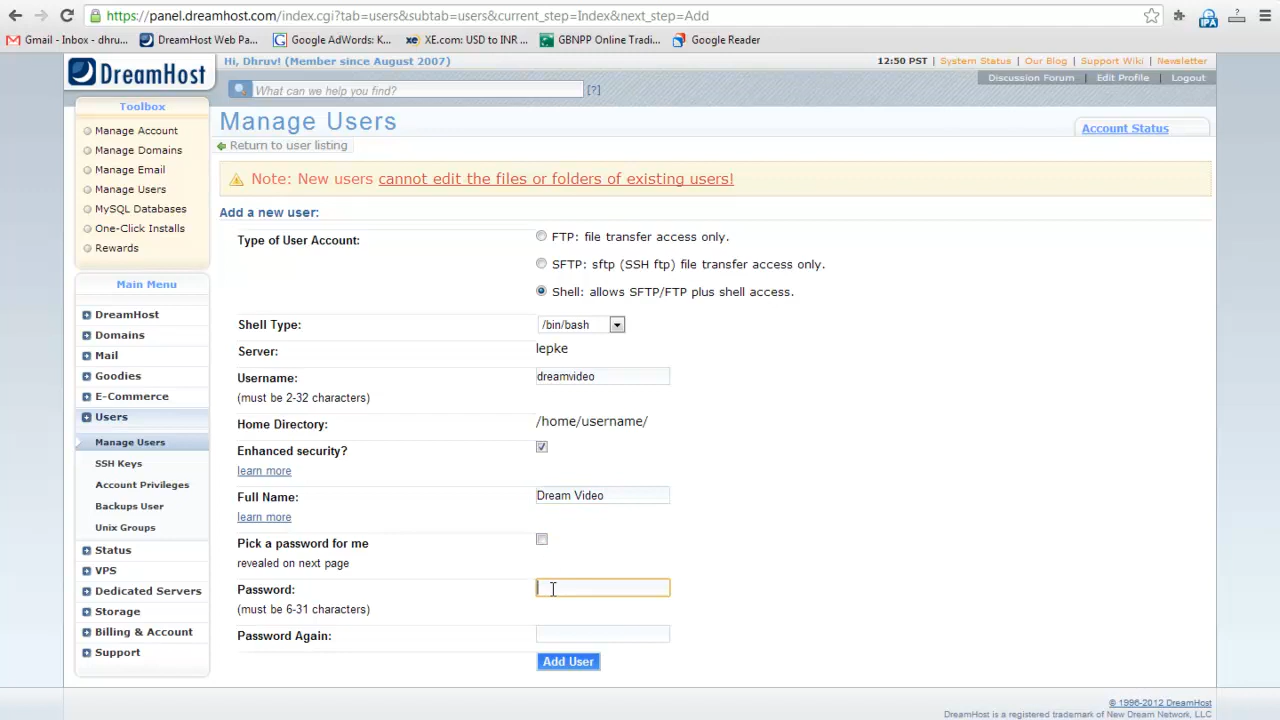 https://panel.dreamhost.com/index.cgi?tab=users&subtab=users&current_step=Index&next_step=Add
Gmail - Inbox - dhru... DreamHost Web Pa... Google AdWords: K... XE.com: USD to INR ... GBNPP Online Tradi... Google Reader
DreamHost
Hi, Dhruv! (Member since August 2007)
12:50 PST | System Status | Our Blog | Support Wiki | Newsletter
Discussion Forum | Edit Profile | Logout
What can we help you find? [?]
Toolbox
Manage Account
Manage Domains
Manage Email
Manage Users
MySQL Databases
One-Click Installs
Rewards
Main Menu
DreamHost
Domains
Mail
Goodies
E-Commerce
Users
Manage Users
SSH Keys
Account Privileges
Backups User
Unix Groups
Status
VPS
Dedicated Servers
Storage
Billing & Account
Support
Manage Users
Account Status
Return to user listing
Note: New users cannot edit the files or folders of existing users!
Add a new user:
Type of User Account:
FTP: file transfer access only.
SFTP: sftp (SSH ftp) file transfer access only.
Shell: allows SFTP/FTP plus shell access.
Shell Type: /bin/bash
Server: lepke
Username: dreamvideo
(must be 2-32 characters)
Home Directory: /home/username/
Enhanced security?
learn more
Full Name: Dream Video
learn more
Pick a password for me
revealed on next page
Password:
(must be 6-31 characters)
Password Again:
Add User
© 1996-2012 DreamHost
DreamHost is a registered trademark of New Dream Network, LLC